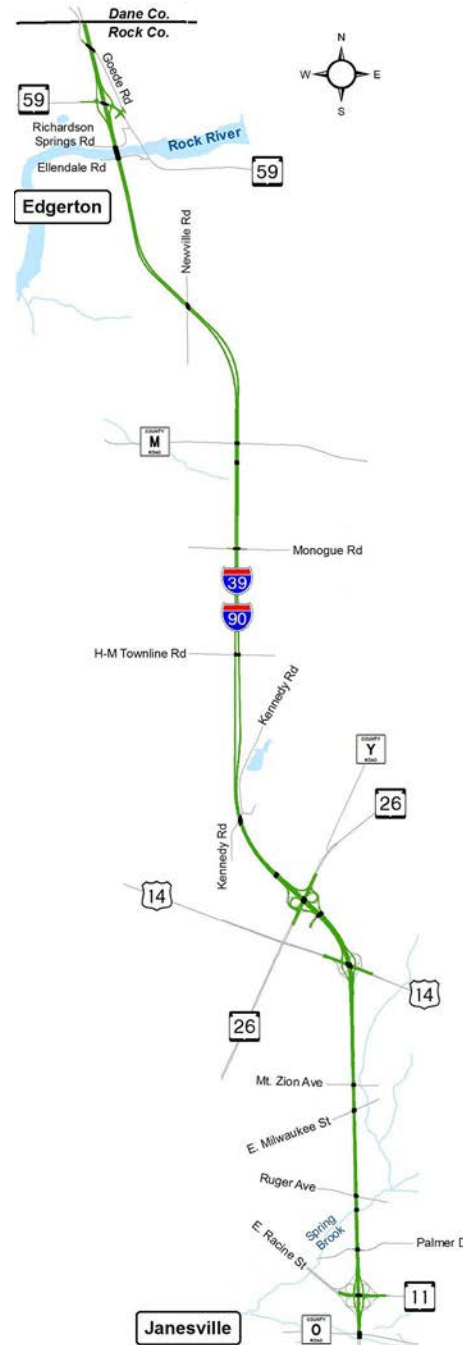 Dane Co.
Rock Co.
N
W E
S
Goede Rd
59
Richardson
Springs Rd
Rock River
Ellendale Rd
59
Edgerton
Newville Rd
COUNTY
M
ROAD
Monogue Rd
39
90
H-M Townline Rd
Kennedy Rd
COUNTY
Y
ROAD
26
Kennedy Rd
14
14
26
Mt. Zion Ave
E. Milwaukee St
Ruger Ave
Spring
Brook
E. Racine St
Palmer D
11
Janesville
COUNTY
O
ROAD